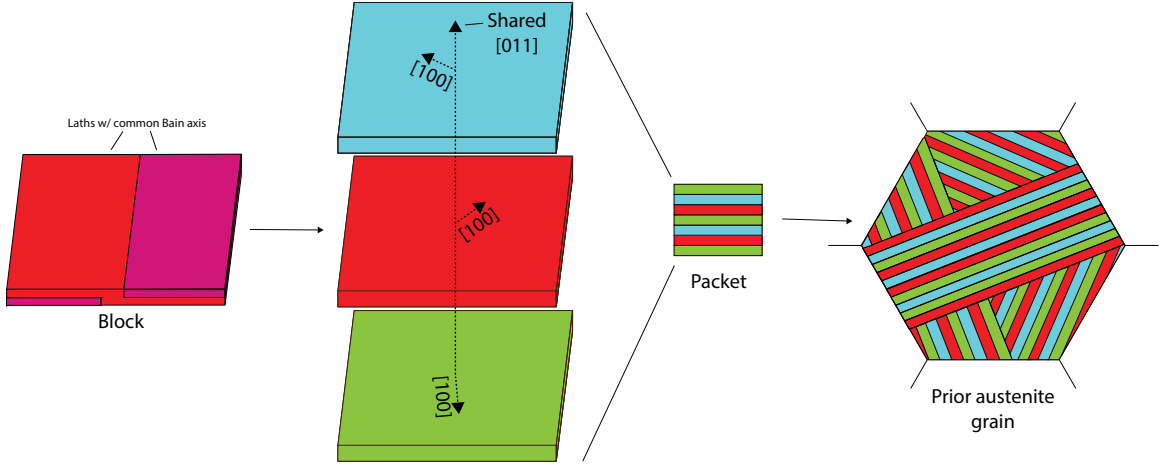 Laths w/ common Bain axis
Block
Shared
[011]
[100]
[100]
[100]
Packet
Prior austenite
grain